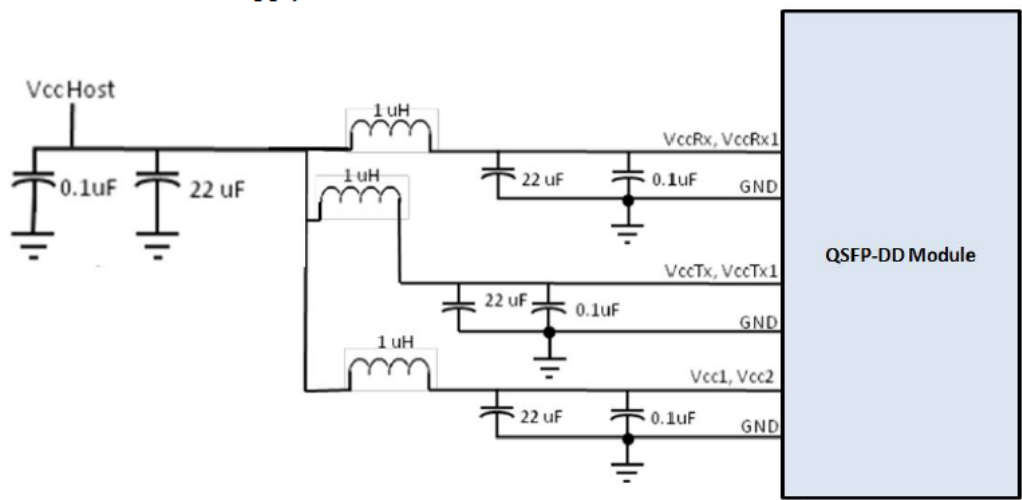 VccHost
0.1uF
22 uF
1 uH
VccRx, VccRx1
22 uF
0.1uF
GND
1 uH
VccTx, VccTx1
22 uF
0.1uF
GND
1 uH
Vcc1, Vcc2
22 uF
0.1uF
GND
QSFP-DD Module